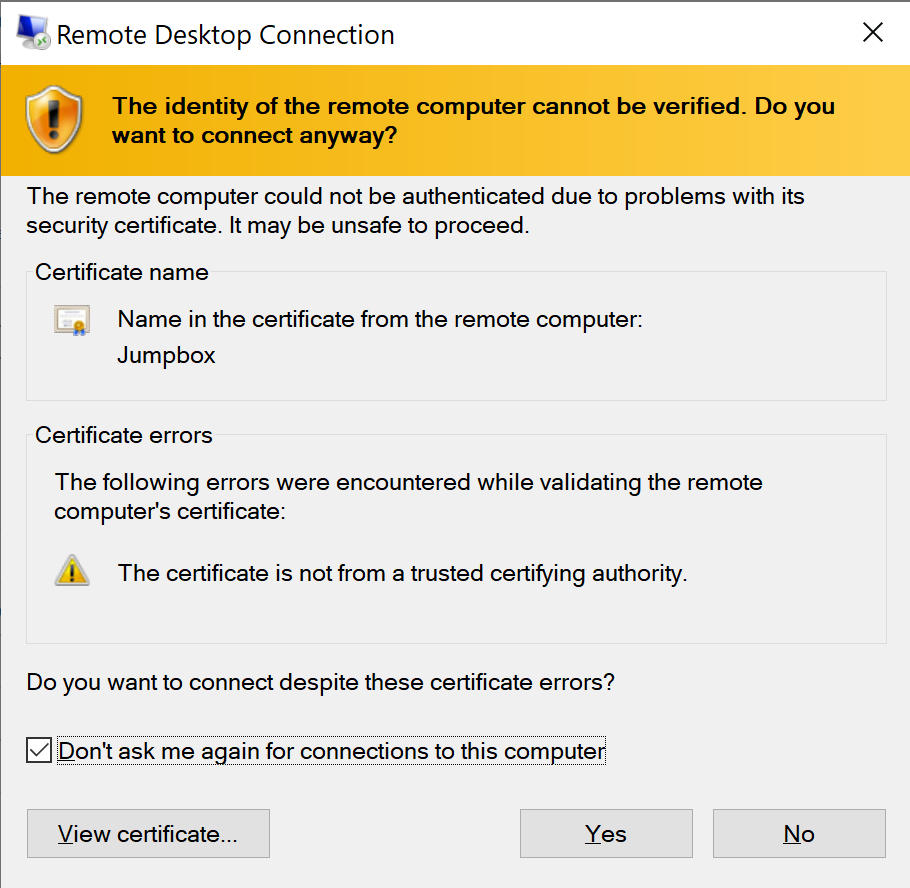 Remote Desktop Connection
The identity of the remote computer cannot be verified. Do you
want to connect anyway?
The remote computer could not be authenticated due to problems with its
security certificate. It may be unsafe to proceed.
Certificate name
Name in the certificate from the remote computer:
Jumpbox
Certificate errors
The following errors were encountered while validating the remote
computer's certificate:
The certificate is not from a trusted certifying authority.
Do you want to connect despite these certificate errors?
Don't ask me again for connections to this computer
View certificate...
Yes
No